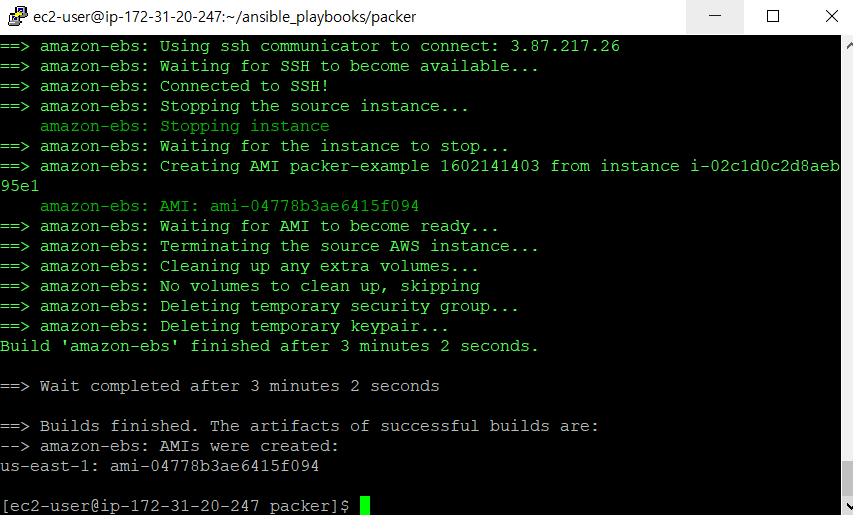 ec2-user@ip-172-31-20-247:~/ansible_playbooks/packer
==> amazon-ebs: Using ssh communicator to connect: 3.87.217.26
==> amazon-ebs: Waiting for SSH to become available...
==> amazon-ebs: Connected to SSH!
==> amazon-ebs: Stopping the source instance...
    amazon-ebs: Stopping instance
==> amazon-ebs: Waiting for the instance to stop...
==> amazon-ebs: Creating AMI packer-example 1602141403 from instance i-02c1d0c2d8aeb
95e1
    amazon-ebs: AMI: ami-04778b3ae6415f094
==> amazon-ebs: Waiting for AMI to become ready...
==> amazon-ebs: Terminating the source AWS instance...
==> amazon-ebs: Cleaning up any extra volumes...
==> amazon-ebs: No volumes to clean up, skipping
==> amazon-ebs: Deleting temporary security group...
==> amazon-ebs: Deleting temporary keypair...
Build 'amazon-ebs' finished after 3 minutes 2 seconds.
==> Wait completed after 3 minutes 2 seconds
==> Builds finished. The artifacts of successful builds are:
--> amazon-ebs: AMIs were created:
us-east-1: ami-04778b3ae6415f094
[ec2-user@ip-172-31-20-247 packer]$